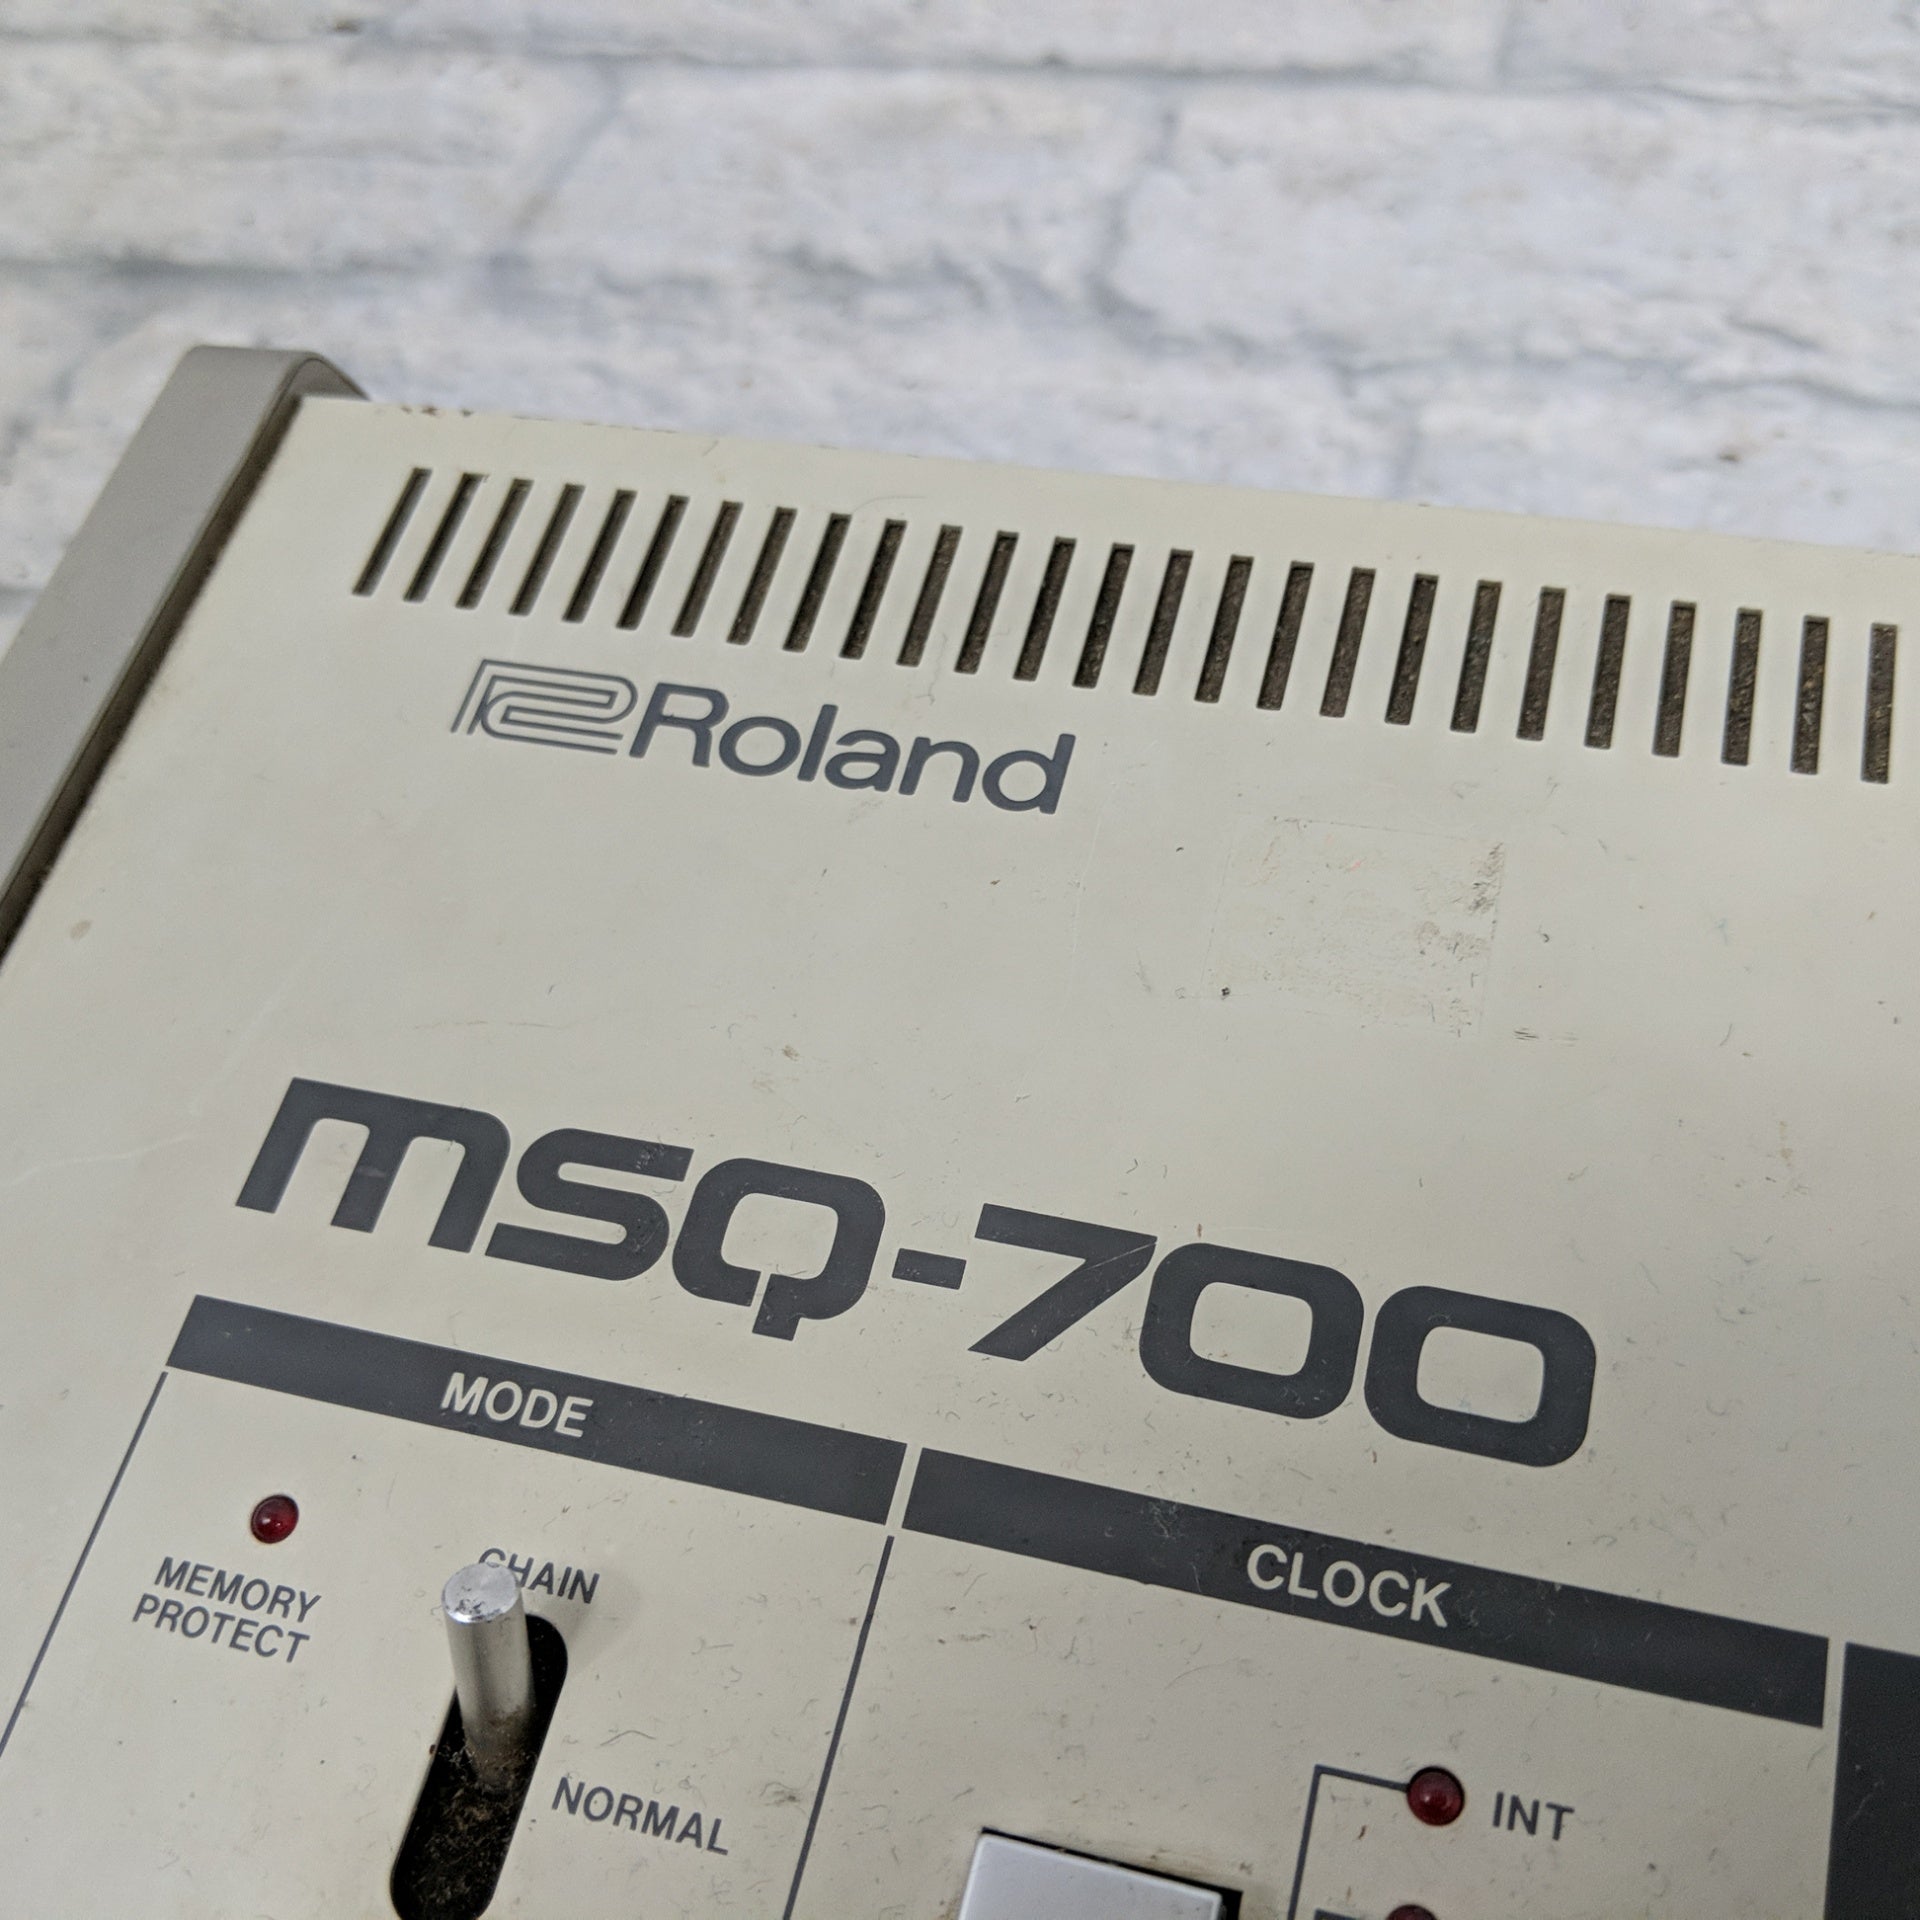 Roland
MSQ-700
MODE
CLOCK
MEMORY
PROTECT
CHAIN
NORMAL
INT